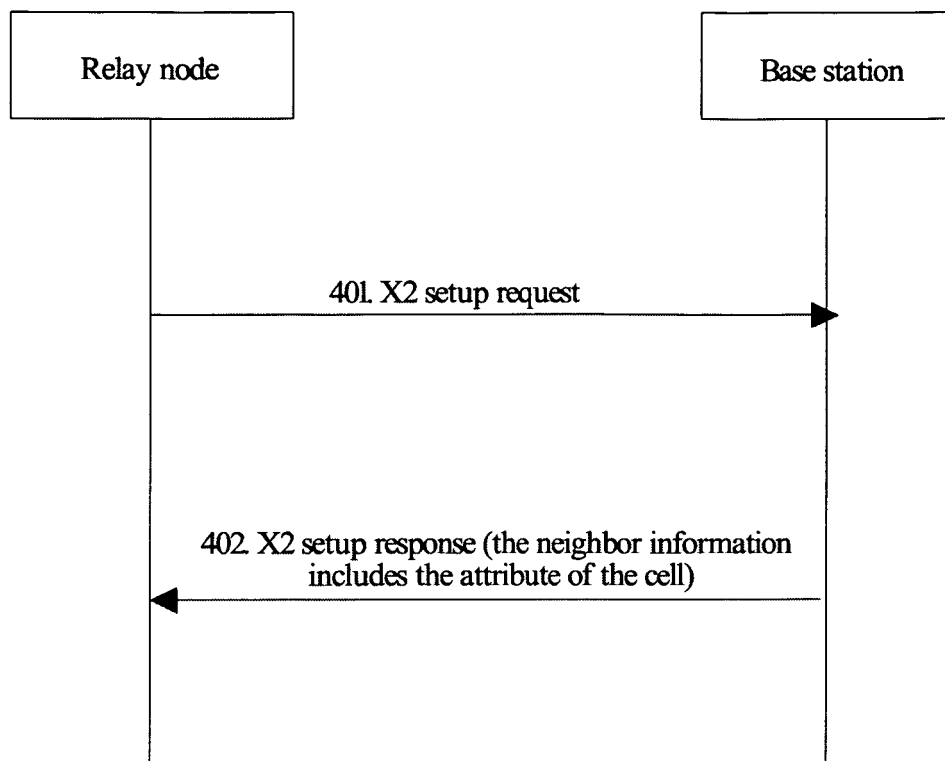 Relay node
Base station
401. X2 setup request
402. X2 setup response (the neighbor information
includes the attribute of the cell)